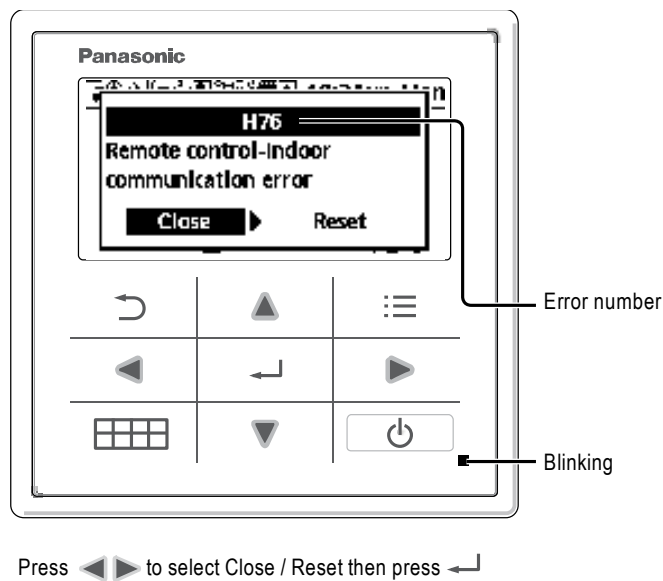 Panasonic
H76
Remote control-Indoor
communication error
Close Reset
Error number
Blinking
Press to select Close / Reset then press